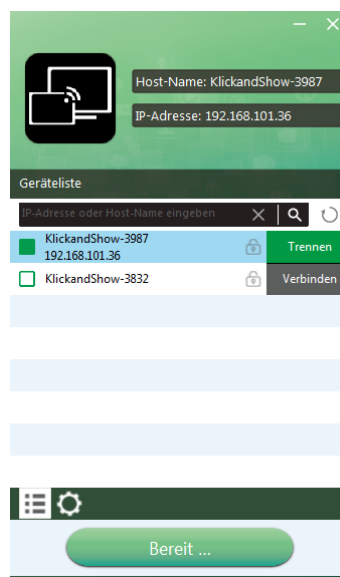 Host-Name: KlickandShow-3987
IP-Adresse: 192.168.101.36
Geräteliste
IP-Adresse oder Host-Name eingeben
KlickandShow-3987
192.168.101.36
Trennen
KlickandShow-3832
Verbinden
Bereit ...